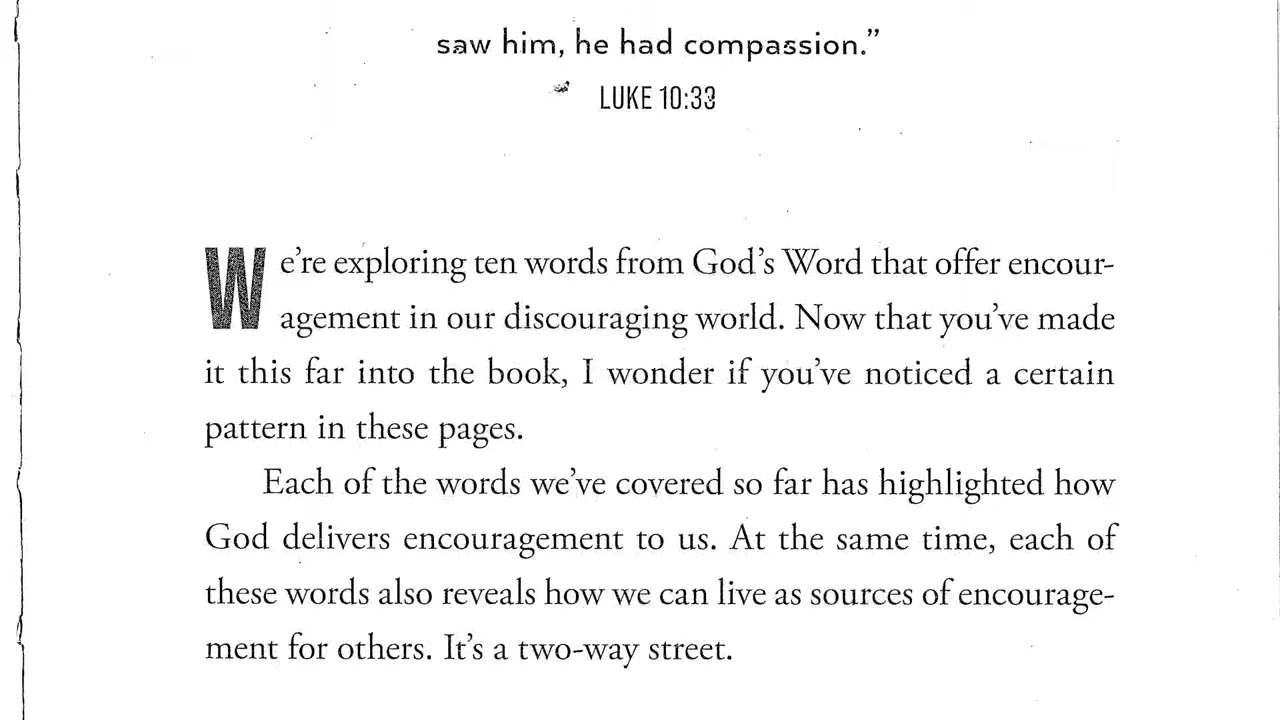 saw him, he had compassion.”
LUKE 10:33
We’re exploring ten words from God’s Word that offer encour-
agement in our discouraging world. Now that you’ve made
it this far into the book, I wonder if you’ve noticed a certain
pattern in these pages.
Each of the words we’ve covered so far has highlighted how
God delivers encouragement to us. At the same time, each of
these words also reveals how we can live as sources of encourage-
ment for others. It’s a two-way street.